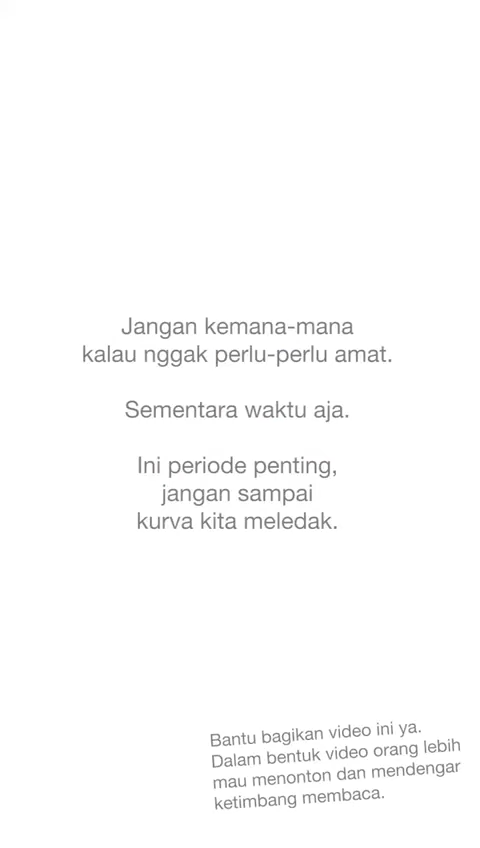 Jangan kemana-mana
kalau nggak perlu-perlu amat.
Sementara waktu aja.
Ini periode penting,
jangan sampai
kurva kita meledak.
Bantu bagikan video ini ya.
Dalam bentuk video orang lebih
mau menonton dan mendengar
ketimbang membaca.